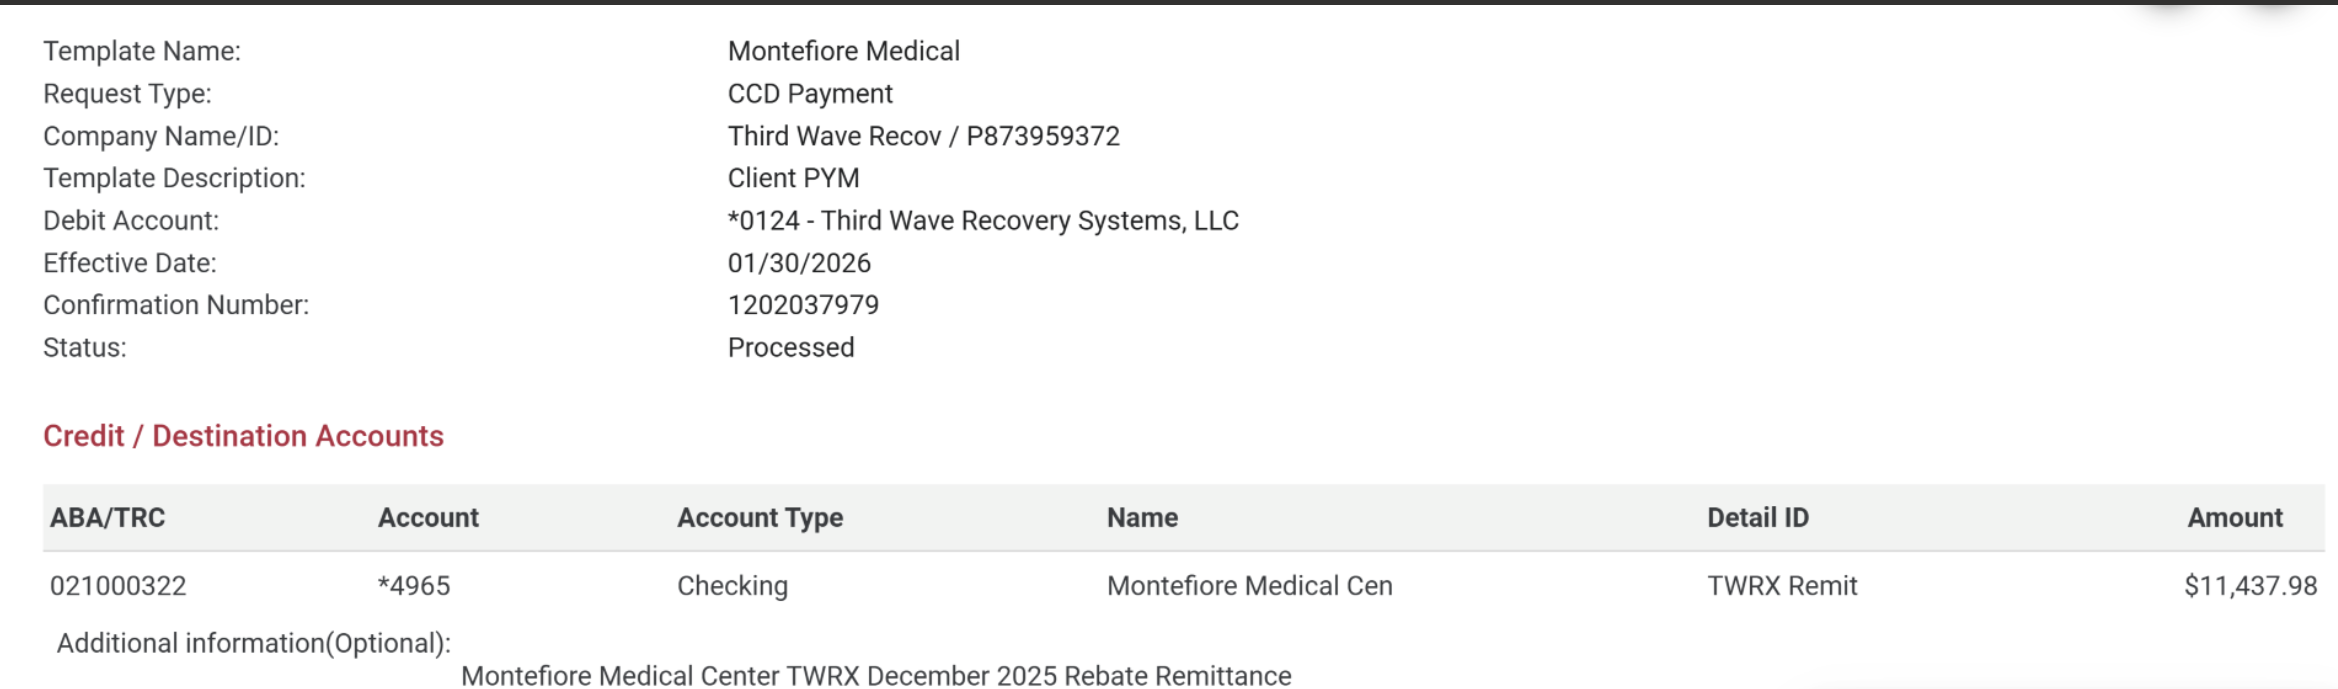 Template Name: Montefiore Medical
Request Type: CCD Payment
Company Name/ID: Third Wave Recov / P873959372
Template Description: Client PYM
Debit Account: *0124 - Third Wave Recovery Systems, LLC
Effective Date: 01/30/2026
Confirmation Number: 1202037979
Status: Processed
Credit / Destination Accounts
ABA/TRC Account Account Type Name Detail ID Amount
021000322 *4965 Checking Montefiore Medical Cen TWRX Remit $11,437.98
Additional information(Optional):
Montefiore Medical Center TWRX December 2025 Rebate Remittance